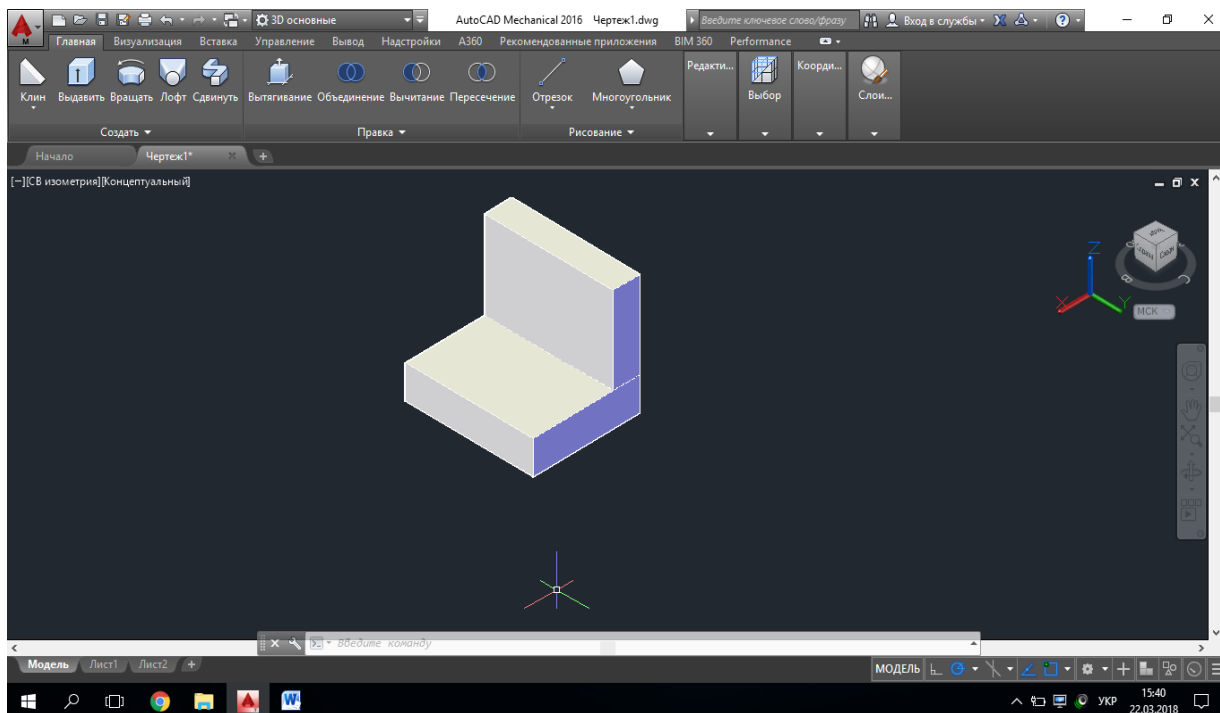 3D основные
AutoCAD Mechanical 2016 Чертеж1.dwg
Введите ключевое слово/фразу
Вход в службы
M
Главная Визуализация Вставка Управление Вывод Надстройки A360 Рекомендованные приложения BIM 360 Performance
Клин Выдавить Вращать Лофт Сдвинуть Вытягивание Объединение Вычитание Пересечение Отрезок Многоугольник
Редакти... Выбор Коорди... Слои...
Создать Правка Рисование
Начало Чертеж1*
[−][СВ изометрия][Концептуальный]
Z
X Y
МСК
Введите команду
Модель Лист1 Лист2 +
МОДЕЛЬ
УКР 15:40
22.03.2018